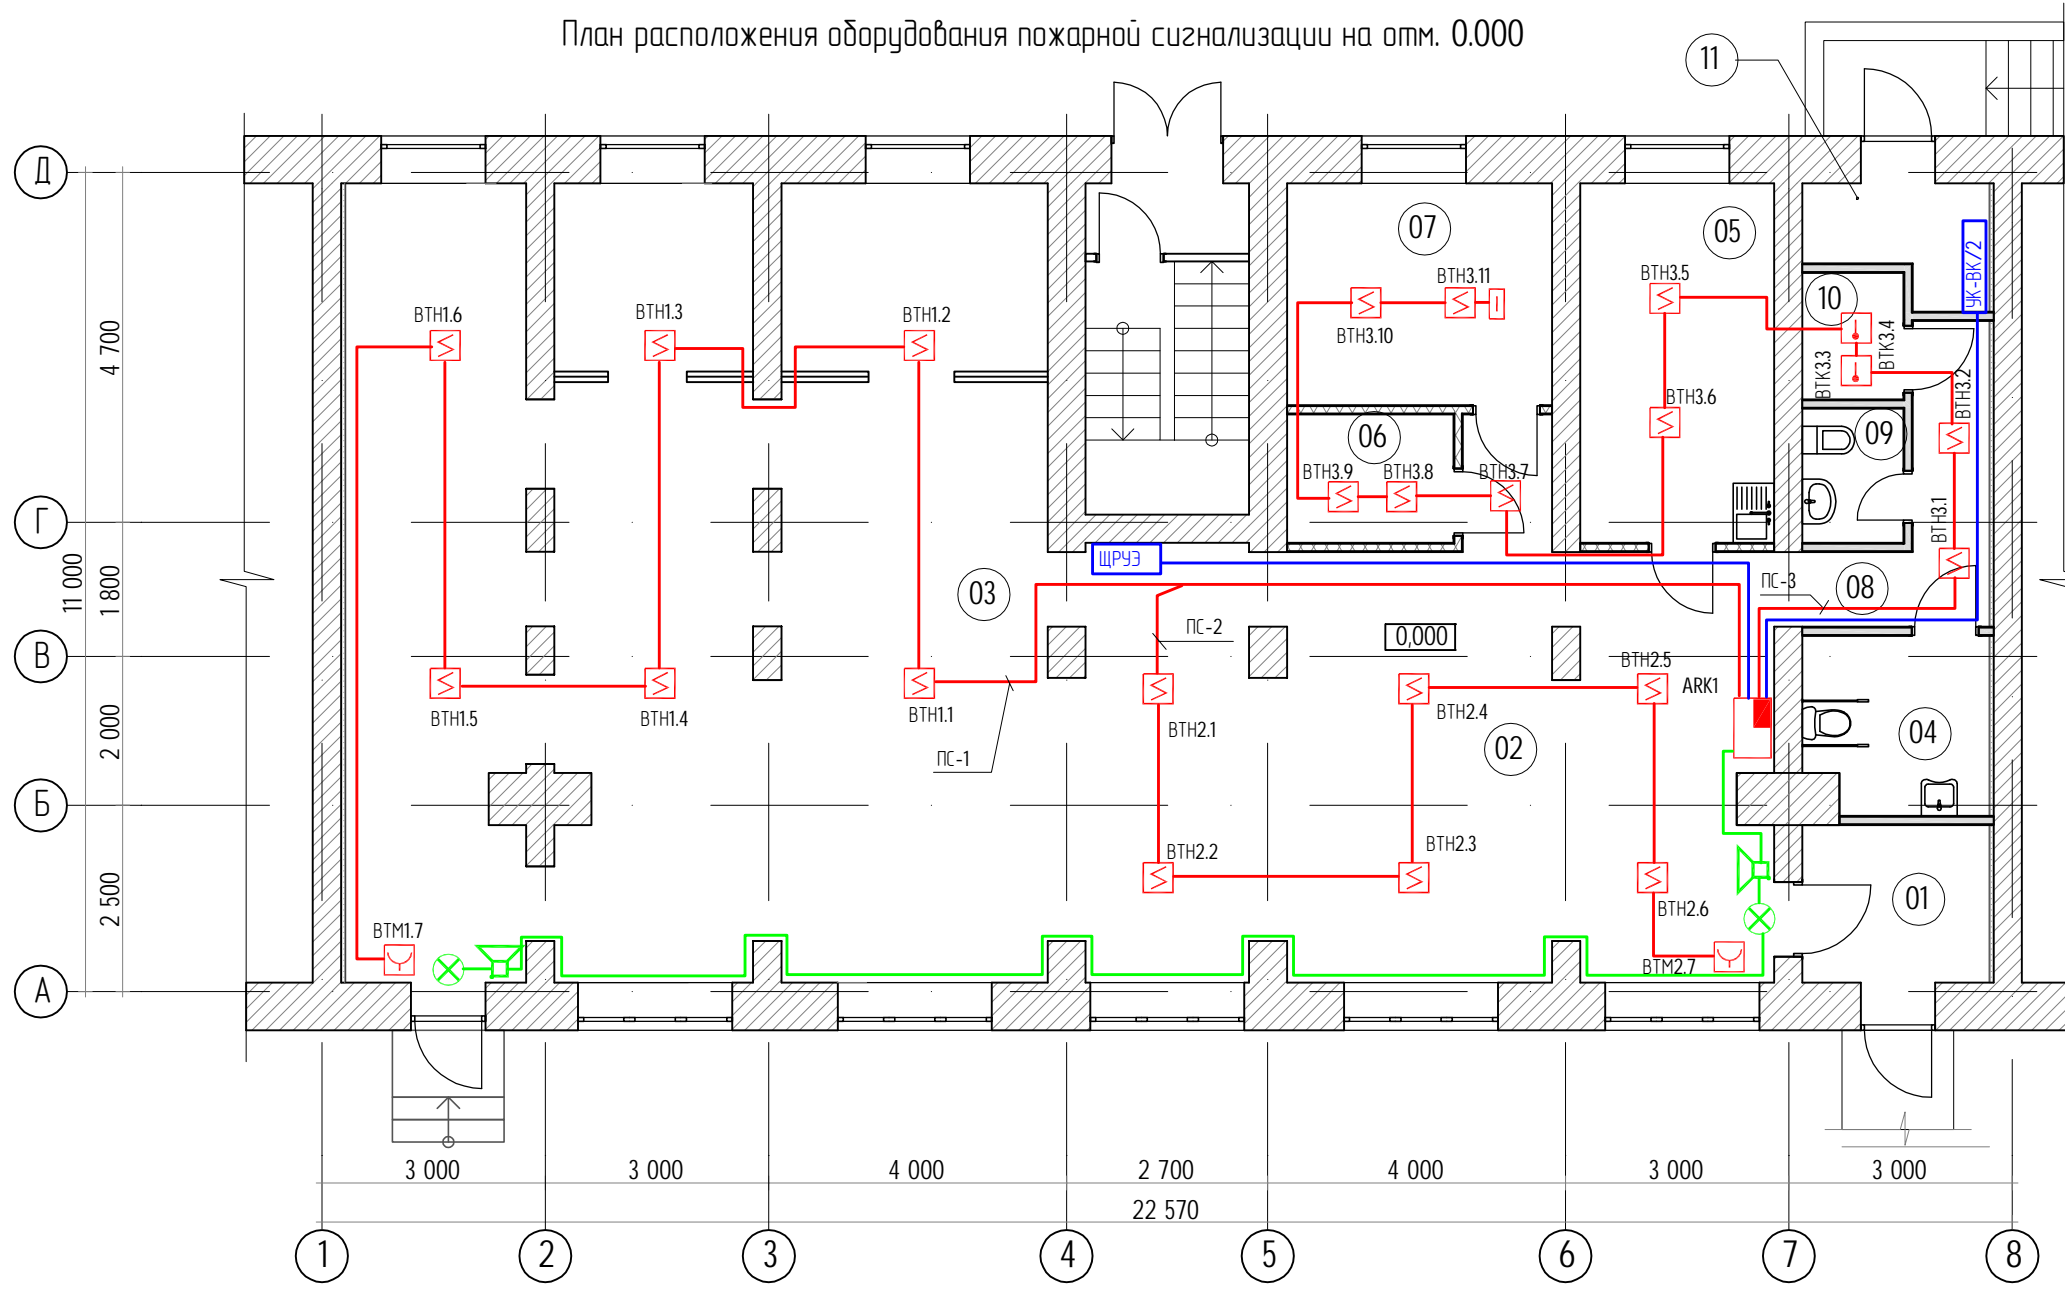 План расположения оборудования пожарной сигнализации на отм. 0.000
11
Д
07
05
УК-ВК/2
ВТН3.11
ВТН3.5
10
ВТН1.6
ВТН1.3
ВТН1.2
ВТН3.10
4 700
ВТК3.4
ВТК3.3
ВТН3.2
ВТН3.6
06
09
ВТН3.9
ВТН3.8
ВТН3.7
Г
ВТН3.1
ЩРУЭ
11 000
1 800
03
ПС-3
08
ПС-2
0,000
В
ВТН2.5
ARK1
ВТН1.5
ВТН1.4
ВТН1.1
ВТН2.1
ВТН2.4
2 000
02
04
ПС-1
Б
ВТН2.2
ВТН2.3
2 500
ВТН2.6
01
ВТМ1.7
ВТМ2.7
А
3 000
3 000
4 000
2 700
4 000
3 000
3 000
22 570
1
2
3
4
5
6
7
8